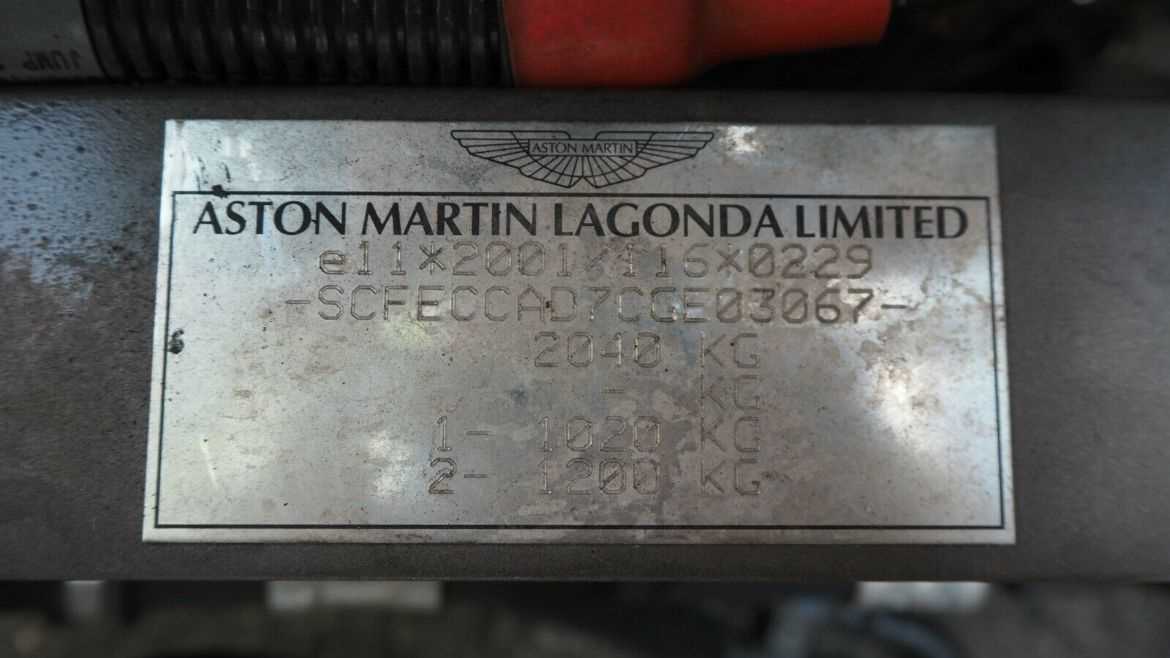 JUMP
ASTON MARTIN
ASTON MARTIN LAGONDA LIMITED
e11*2001/116*0229
-SCFECCAD7CGE03067-
2040 KG
- KG
1- 1020 KG
2- 1200 KG